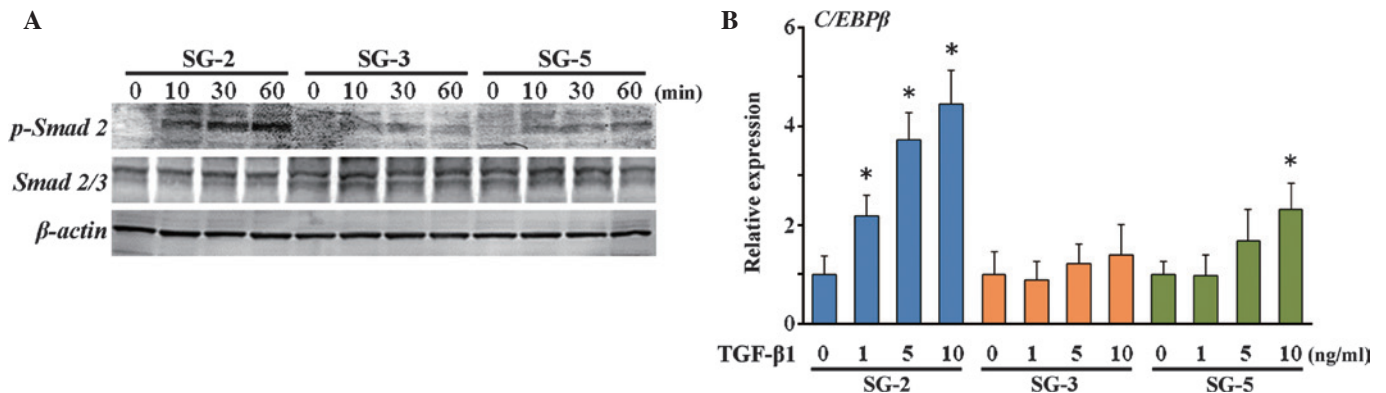 A
SG-2 SG-3 SG-5
0 10 30 60 0 10 30 60 0 10 30 60 (min)
p-Smad 2
Smad 2/3
β-actin
B
C/EBPβ
6
4
2
0
Relative expression
* * * *
TGF-β1 0 1 5 10 0 1 5 10 0 1 5 10 (ng/ml)
SG-2 SG-3 SG-5